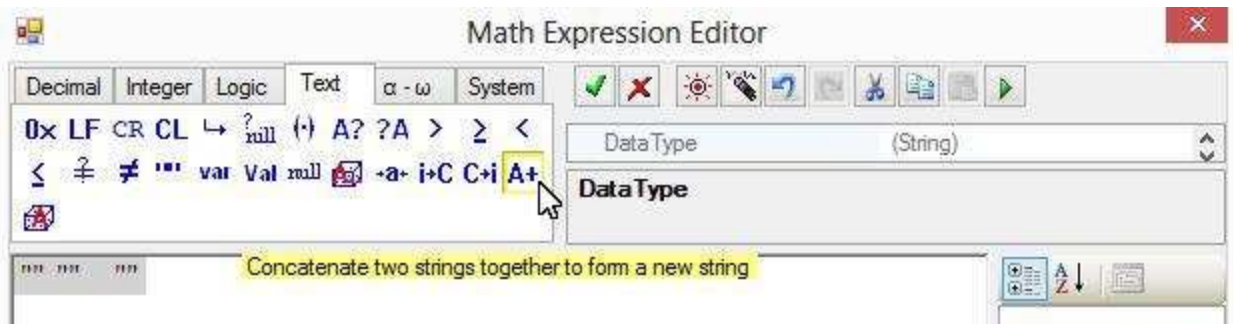 Math Expression Editor
Decimal Integer Logic Text α - ω System
0x LF CR CL ↵ ?null (·) A? ?A > ≥ <
DataType (String)
≤ ≠ "" var Val null A →a← i→C C→i A+
DataType
A
"" "" "" Concatenate two strings together to form a new string
A Z